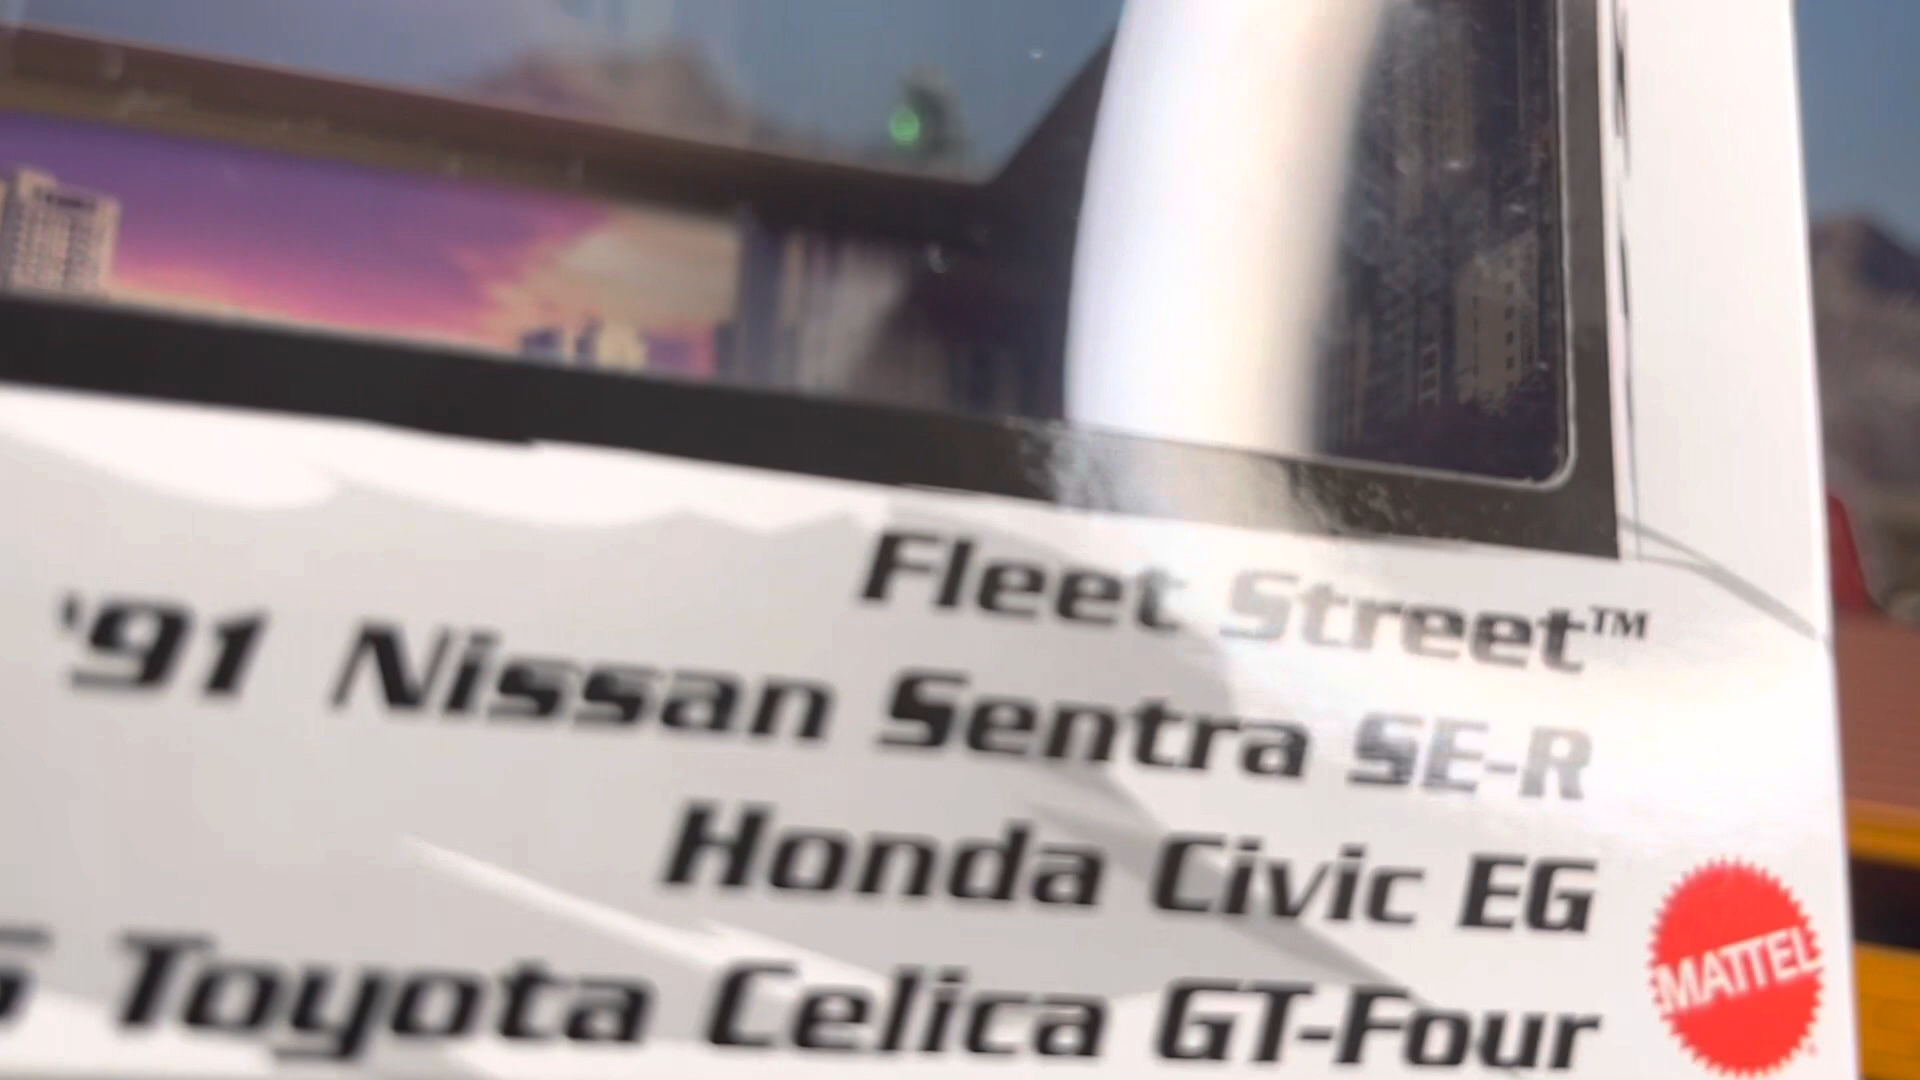 Fleet Street™
'91 Nissan Sentra SE-R
Honda Civic EG
Toyota Celica GT-Four
MATTEL